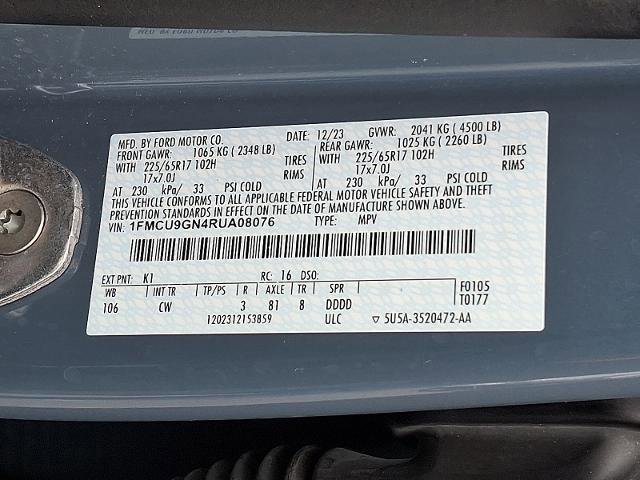 MFD. BY FORD MOTOR CO. DATE: 12/23 GVWR: 2041 KG ( 4500 LB)
FRONT GAWR: 1065 KG ( 2348 LB) REAR GAWR: 1025 KG ( 2260 LB)
225/65R17 102H TIRES 225/65R17 102H TIRES
17x7.0J RIMS 17x7.0J RIMS
AT 230 kPa/ 33 PSI COLD AT 230 kPa/ 33 PSI COLD
THIS VEHICLE CONFORMS TO ALL APPLICABLE FEDERAL MOTOR VEHICLE SAFETY AND THEFT
PREVENTION STANDARDS IN EFFECT ON THE DATE OF MANUFACTURE SHOWN ABOVE.
VIN: 1FMCU9GN4RUA08076 TYPE: MPV
EXT PNT: K1 RC: 16 DSO: F0105
WB INT TR TP/PS R AXLE TR SPR T0177
106 CW 3 81 8 DDDD
1202312153859 ULC ▽ 5U5A-3520472-AA